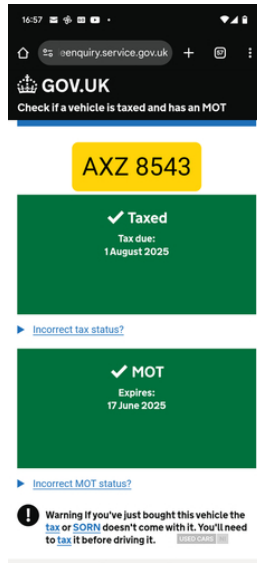 16:57
eenquiry.service.gov.uk
57
GOV.UK
Check if a vehicle is taxed and has an MOT
AXZ 8543
Taxed
Tax due:
1 August 2025
Incorrect tax status?
MOT
Expires:
17 June 2025
Incorrect MOT status?
Warning If you've just bought this vehicle the
tax or SORN doesn't come with it. You'll need
to tax it before driving it.
USED CARS NI